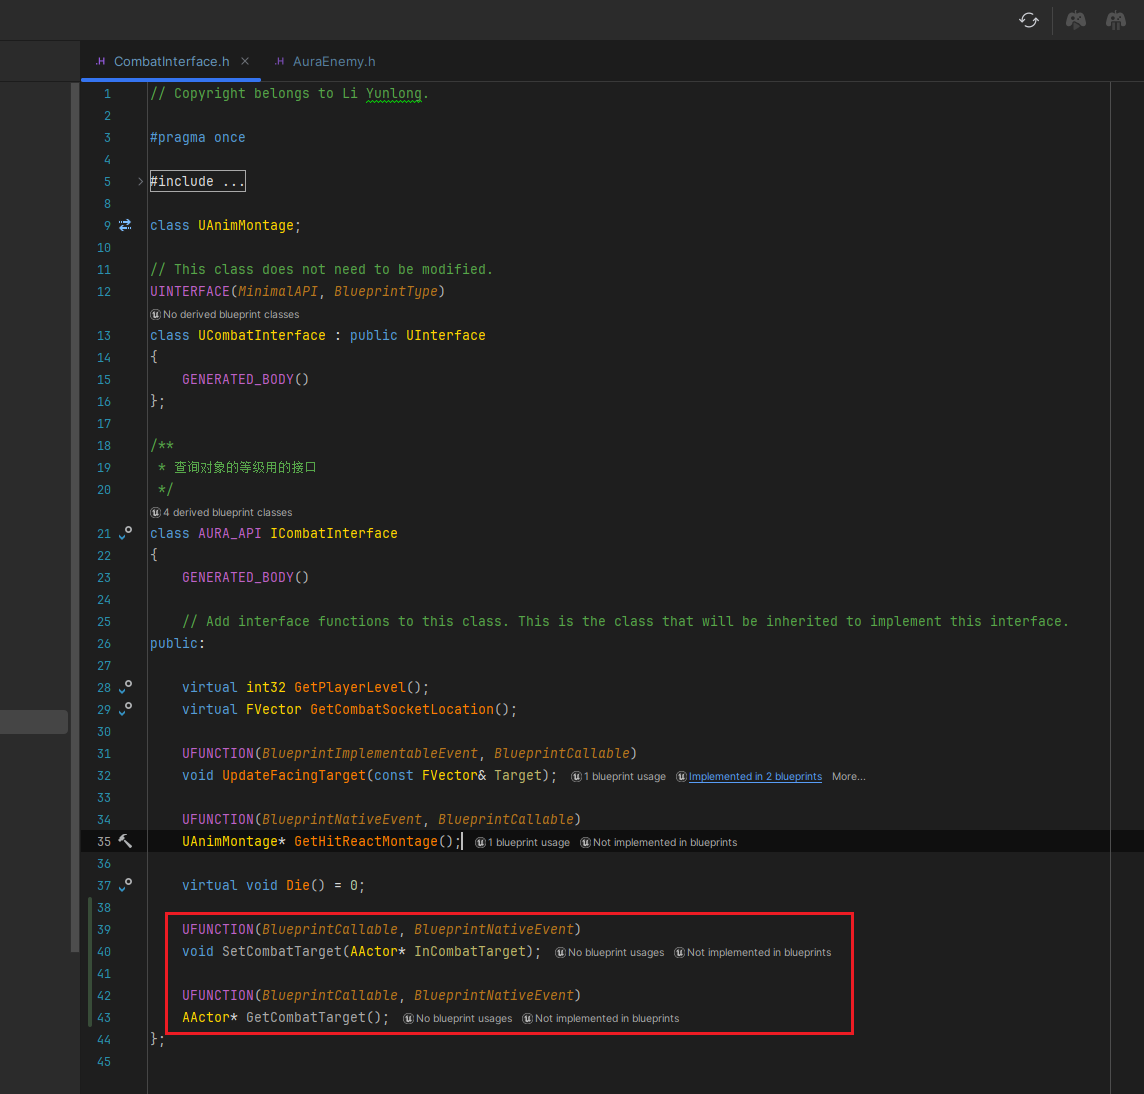 CombatInterface.h × AuraEnemy.h
1 // Copyright belongs to Li Yunlong.
2
3 #pragma once
4
5 #include ...
8
9 class UAnimMontage;
10
11 // This class does not need to be modified.
12 UINTERFACE(MinimalAPI, BlueprintType)
No derived blueprint classes
13 class UCombatInterface : public UInterface
14 {
15 GENERATED_BODY()
16 };
17
18 /**
19 * 查询对象的等级用的接口
20 */
4 derived blueprint classes
21 class AURA_API ICombatInterface
22 {
23 GENERATED_BODY()
24
25 // Add interface functions to this class. This is the class that will be inherited to implement this interface.
26 public:
27
28 virtual int32 GetPlayerLevel();
29 virtual FVector GetCombatSocketLocation();
30
31 UFUNCTION(BlueprintImplementableEvent, BlueprintCallable)
32 void UpdateFacingTarget(const FVector& Target); 1 blueprint usage Implemented in 2 blueprints More...
33
34 UFUNCTION(BlueprintNativeEvent, BlueprintCallable)
35 UAnimMontage* GetHitReactMontage(); 1 blueprint usage Not implemented in blueprints
36
37 virtual void Die() = 0;
38
39 UFUNCTION(BlueprintCallable, BlueprintNativeEvent)
40 void SetCombatTarget(AActor* InCombatTarget); No blueprint usages Not implemented in blueprints
41
42 UFUNCTION(BlueprintCallable, BlueprintNativeEvent)
43 AActor* GetCombatTarget(); No blueprint usages Not implemented in blueprints
44 };
45